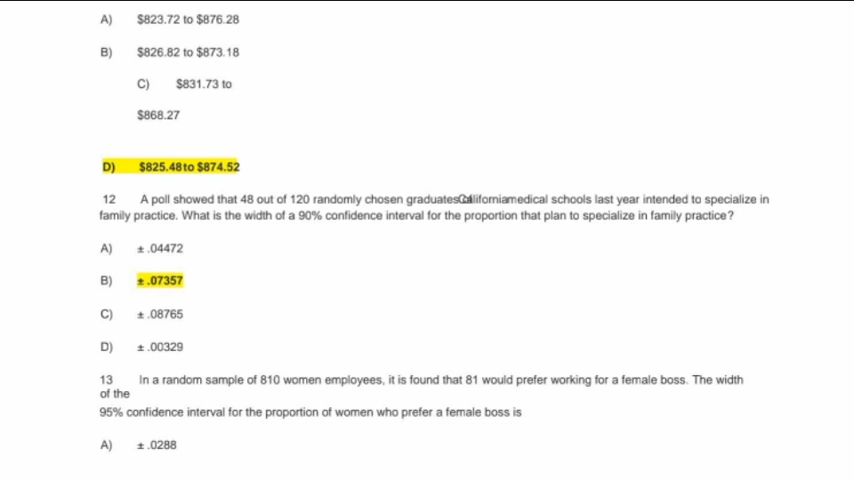 A) $823.72 to $876.28
B) $826.82 to $873.18
C) $831.73 to
$868.27
D) $825.48to $874.52
12 A poll showed that 48 out of 120 randomly chosen graduates of Californiamedical schools last year intended to specialize in
family practice. What is the width of a 90% confidence interval for the proportion that plan to specialize in family practice?
A) ± .04472
B) ± .07357
C) ± .08765
D) ± .00329
13 In a random sample of 810 women employees, it is found that 81 would prefer working for a female boss. The width
of the
95% confidence interval for the proportion of women who prefer a female boss is
A) ± .0288